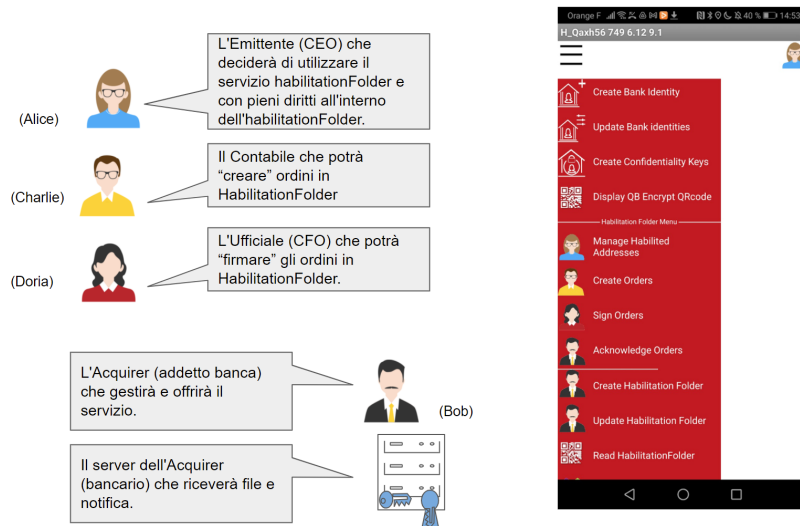 L'Emittente (CEO) che
deciderà di utilizzare il
servizio habilitationFolder e
con pieni diritti all'interno
dell'habilitationFolder.
(Alice)
Il Contabile che potrà
“creare” ordini in
HabilitationFolder
(Charlie)
L'Ufficiale (CFO) che potrà
“firmare” gli ordini in
HabilitationFolder.
(Doria)
L'Acquirer (addetto banca)
che gestirà e offrirà il
servizio.
(Bob)
Il server dell'Acquirer
(bancario) che riceverà file e
notifica.
Orange F 40 % 14:53
H_Qaxh56 749 6.12 9.1
Create Bank Identity
Update Bank identities
Create Confidentiality Keys
Display QB Encrypt QRcode
Habilitation Folder Menu
Manage Habilited
Addresses
Create Orders
Sign Orders
Acknowledge Orders
Create Habilitation Folder
Update Habilitation Folder
Read HabilitationFolder